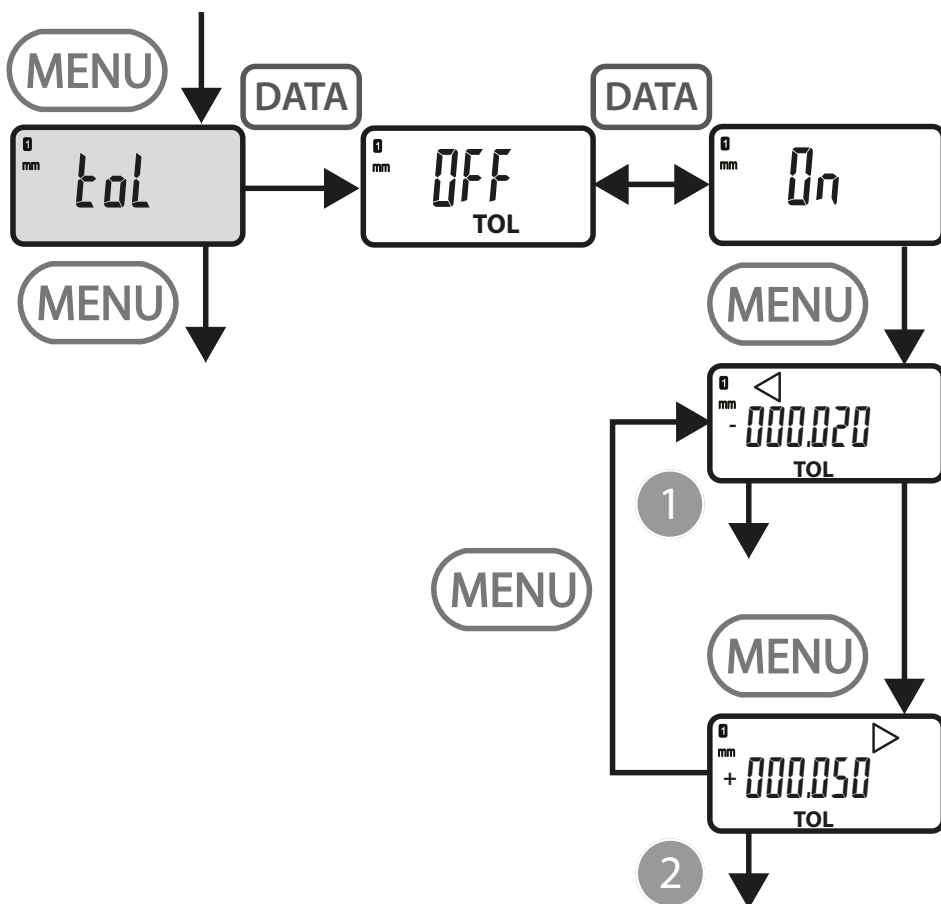 MENU
DATA
DATA
1
mm
toL
1
mm
OFF
TOL
1
mm
On
MENU
MENU
1
mm
- 000.020
TOL
1
MENU
MENU
1
mm
+ 000.050
TOL
2